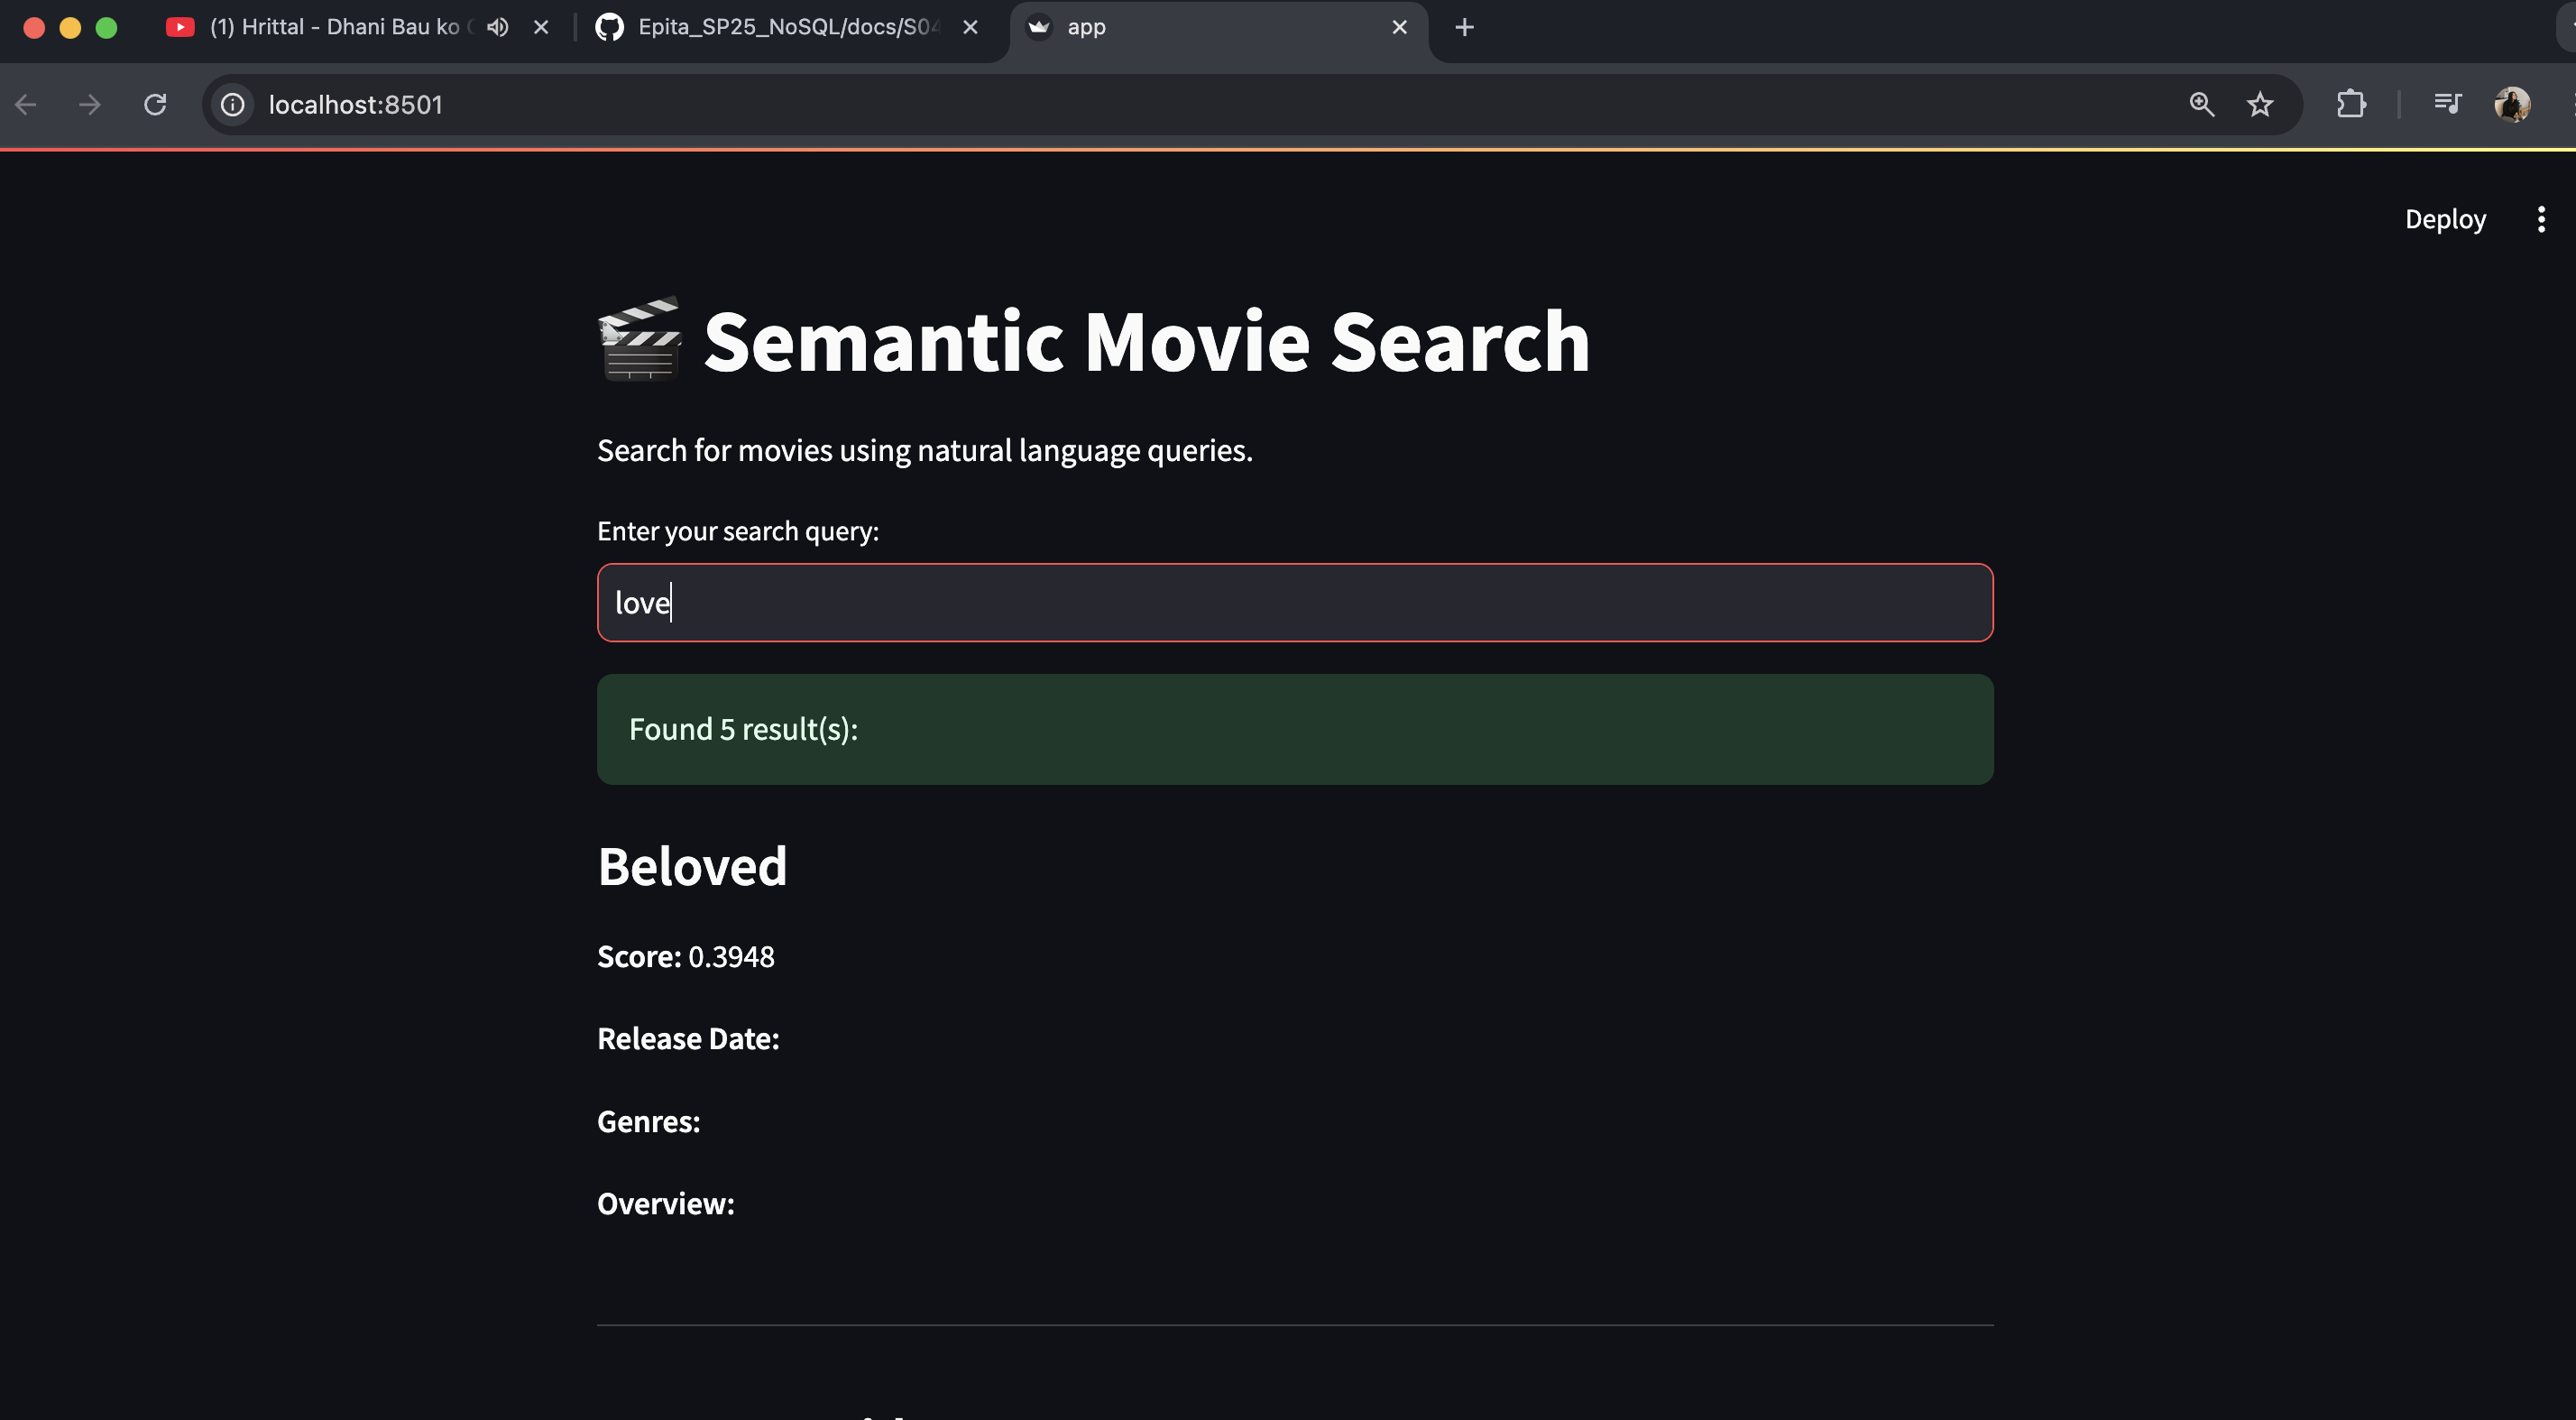 (1) Hrittal - Dhani Bau ko
Epita_SP25_NoSQL/docs/S04
app
localhost:8501
Deploy
Semantic Movie Search
Search for movies using natural language queries.
Enter your search query:
love
Found 5 result(s):
Beloved
Score: 0.3948
Release Date:
Genres:
Overview: